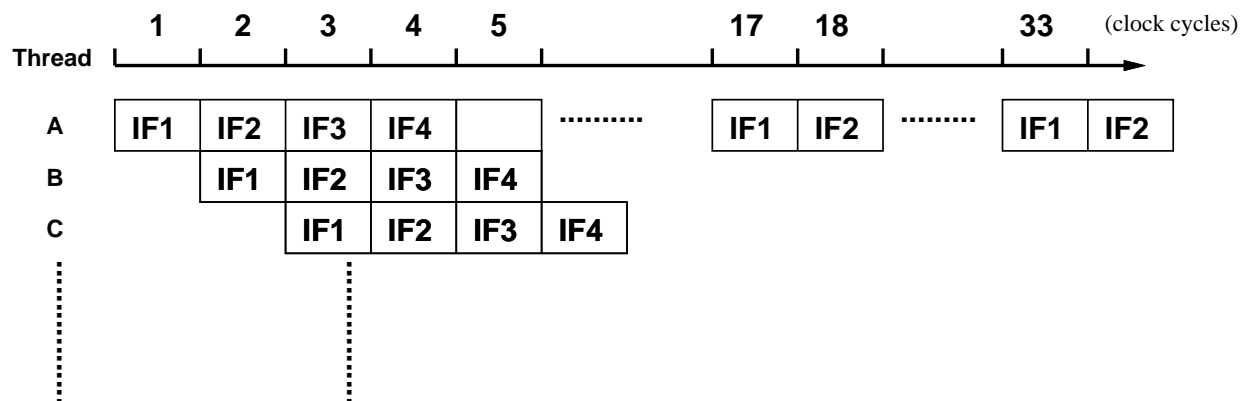 1 2 3 4 5 17 18 33 (clock cycles)
Thread
A IF1 IF2 IF3 IF4 IF1 IF2 IF1 IF2
B IF1 IF2 IF3 IF4
C IF1 IF2 IF3 IF4